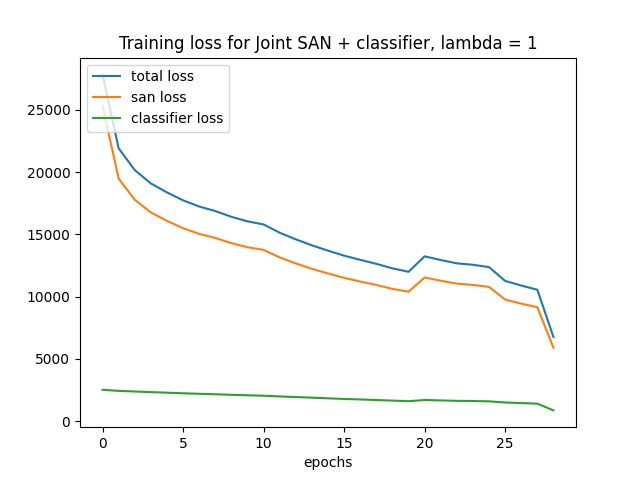 Training loss for Joint SAN + classifier, lambda = 1
total loss
san loss
classifier loss
25000
20000
15000
10000
5000
0
0 5 10 15 20 25
epochs